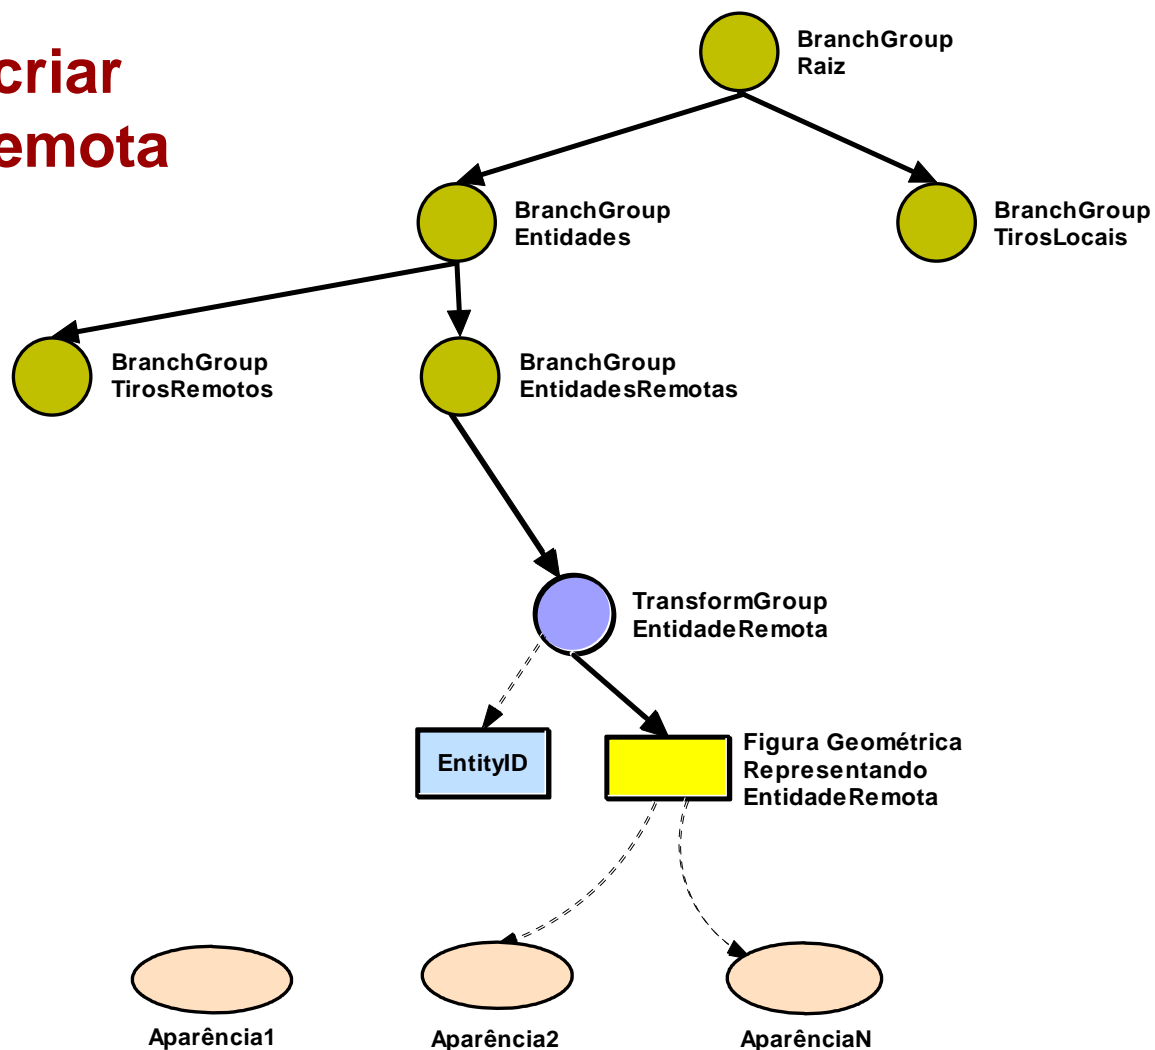 criar
emota
BranchGroup
Raiz
BranchGroup
Entidades
BranchGroup
TirosLocais
BranchGroup
TirosRemotos
BranchGroup
EntidadesRemotas
TransformGroup
EntidadeRemota
EntityID
Figura Geométrica
Representando
EntidadeRemota
Aparência1
Aparência2
AparênciaN